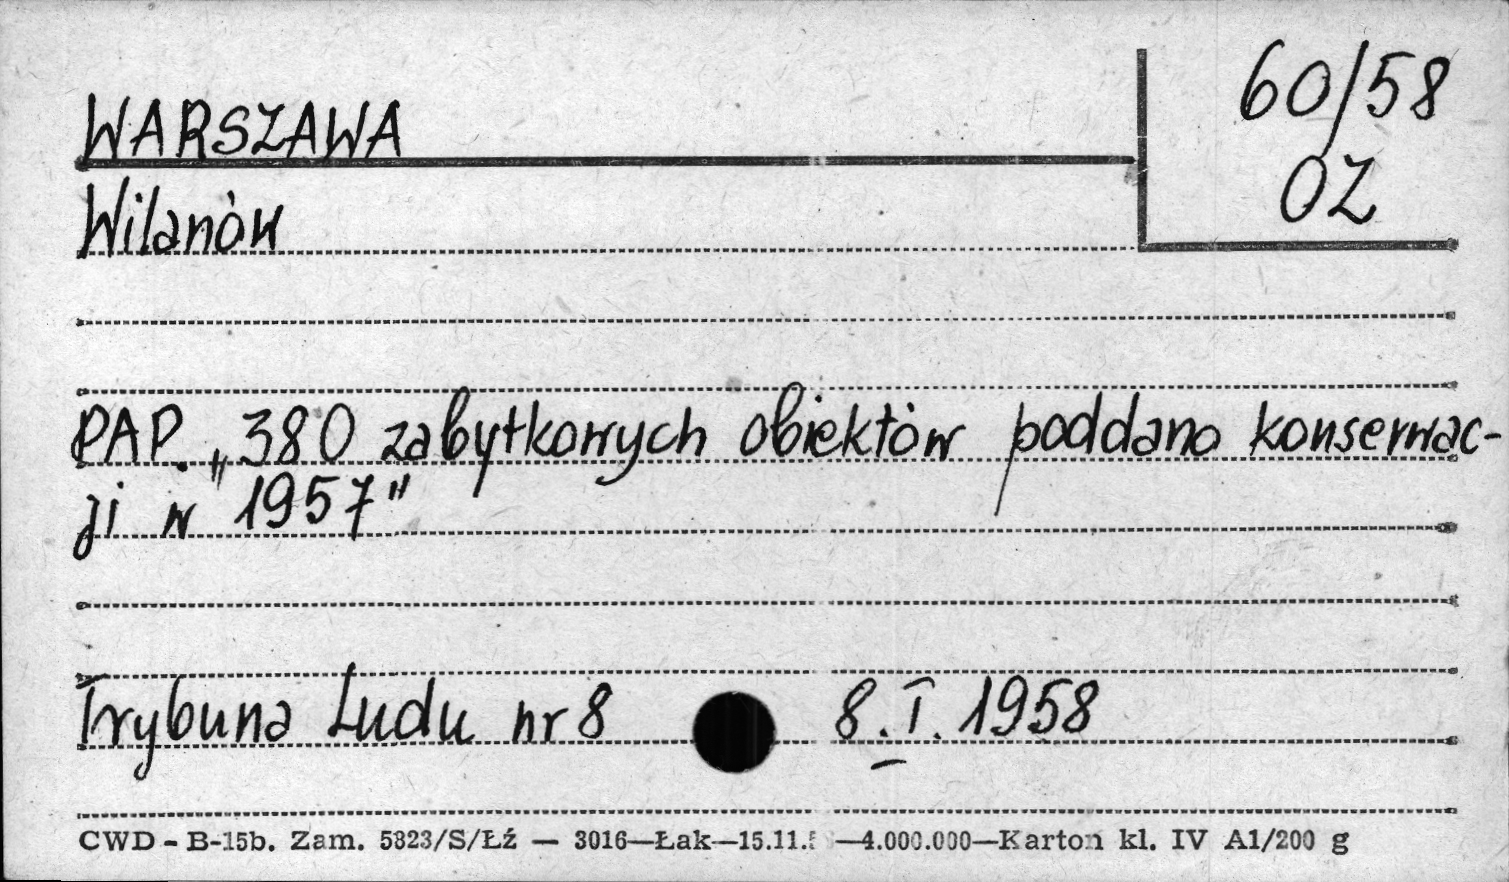 WARSZAWA
60/58
OZ
Wilanów
PAP. „380 zabytkowych obiektów poddano konserwac-
ji w 1957"
Trybuna Ludu nr 8 8.I.1958
CWD - B-15b. Zam. 5823/S/Łź — 3016—Łak—15.11. —4.000.000—Karton kl. IV A1/200 g